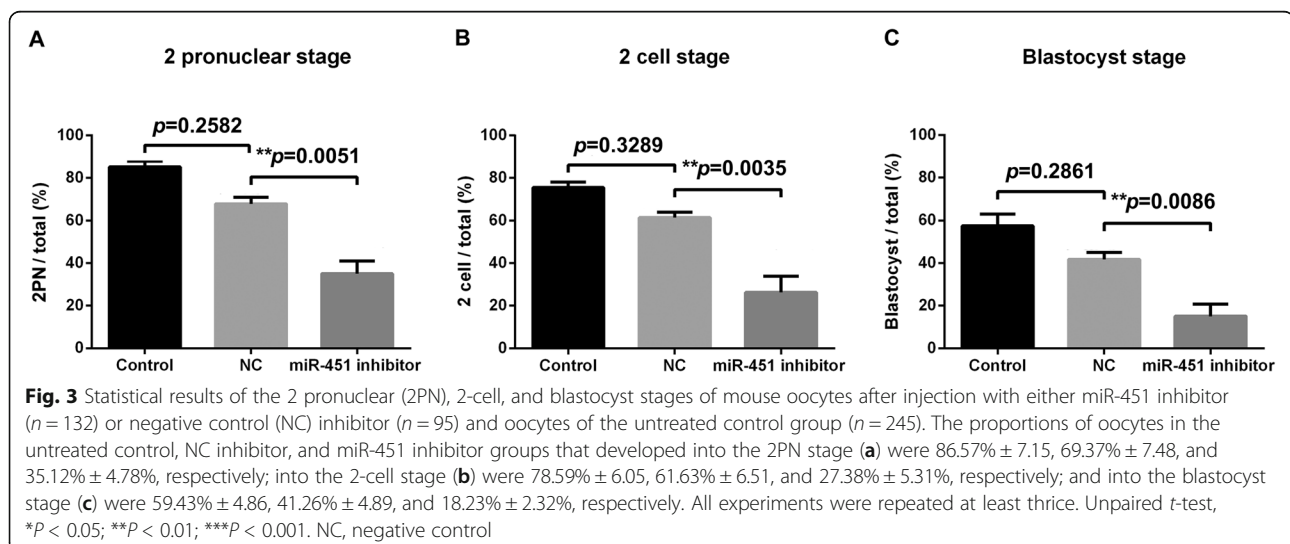 A
2 pronuclear stage
2PN / total (%)
100
80
60
40
20
0
p=0.2582
**p=0.0051
Control
NC
miR-451 inhibitor
B
2 cell stage
2 cell / total (%)
100
80
60
40
20
0
p=0.3289
**p=0.0035
Control
NC
miR-451 inhibitor
C
Blastocyst stage
Blastocyst / total (%)
100
80
60
40
20
0
p=0.2861
**p=0.0086
Control
NC
miR-451 inhibitor
Fig. 3 Statistical results of the 2 pronuclear (2PN), 2-cell, and blastocyst stages of mouse oocytes after injection with either miR-451 inhibitor
(n = 132) or negative control (NC) inhibitor (n = 95) and oocytes of the untreated control group (n = 245). The proportions of oocytes in the
untreated control, NC inhibitor, and miR-451 inhibitor groups that developed into the 2PN stage (a) were 86.57% ± 7.15, 69.37% ± 7.48, and
35.12% ± 4.78%, respectively; into the 2-cell stage (b) were 78.59% ± 6.05, 61.63% ± 6.51, and 27.38% ± 5.31%, respectively; and into the blastocyst
stage (c) were 59.43% ± 4.86, 41.26% ± 4.89, and 18.23% ± 2.32%, respectively. All experiments were repeated at least thrice. Unpaired t-test,
*P < 0.05; **P < 0.01; ***P < 0.001. NC, negative control